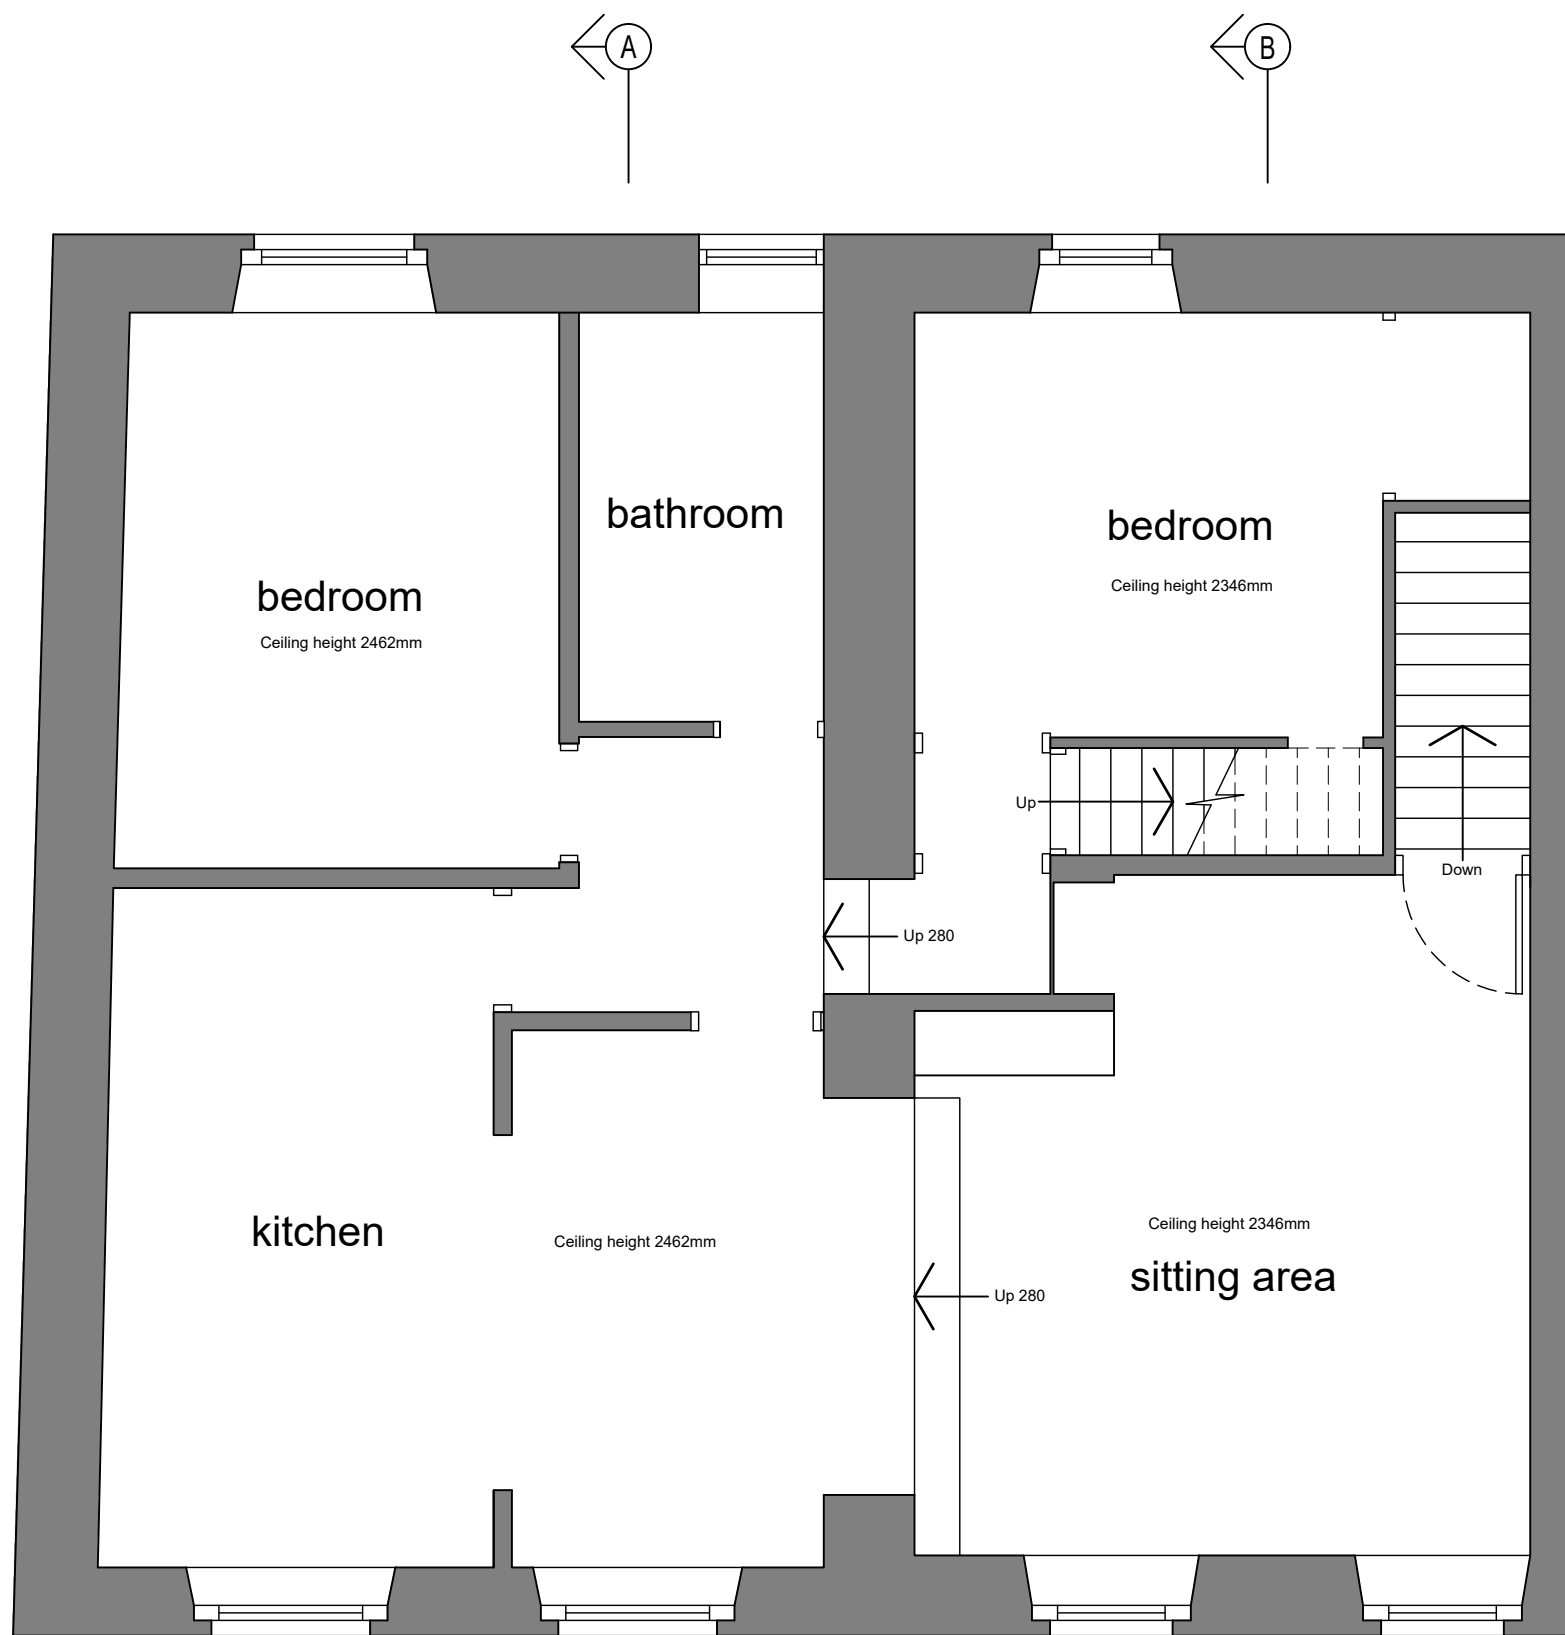 A
B
bathroom
bedroom
Ceiling height 2346mm
bedroom
Ceiling height 2462mm
Up
Down
Up 280
kitchen
Ceiling height 2462mm
Ceiling height 2346mm
sitting area
Up 280